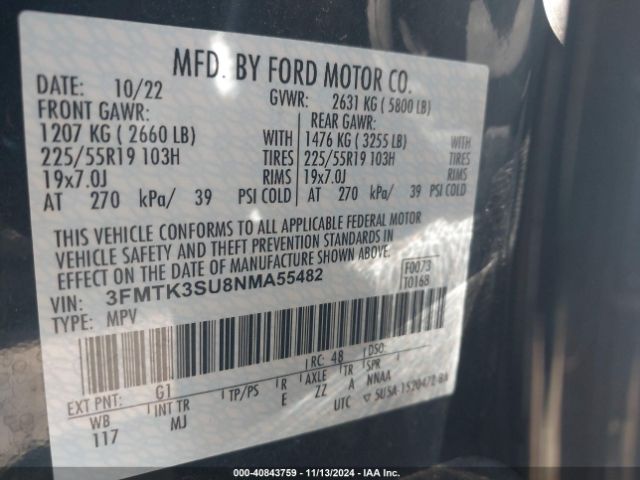 MFD. BY FORD MOTOR CO.
DATE: 10/22 GVWR: 2631 KG ( 5800 LB)
FRONT GAWR: REAR GAWR:
1207 KG ( 2660 LB) WITH 1476 KG ( 3255 LB) WITH
225/55R19 103H TIRES 225/55R19 103H TIRES
19x7.0J RIMS 19x7.0J RIMS
AT 270 kPa/ 39 PSI COLD AT 270 kPa/ 39 PSI COLD
THIS VEHICLE CONFORMS TO ALL APPLICABLE FEDERAL MOTOR
VEHICLE SAFETY AND THEFT PREVENTION STANDARDS IN
EFFECT ON THE DATE OF MANUFACTURE SHOWN ABOVE.
F0073
T0168
VIN: 3FMTK3SU8NMA55482
TYPE: MPV
RC: 48 DSO:
EXT PNT: G1
WB INT TR TP/PS R AXLE TR SPR
117 MJ E ZZ A NNAA
UTC
000-40843759 — 11/13/2024 — IAA Inc.